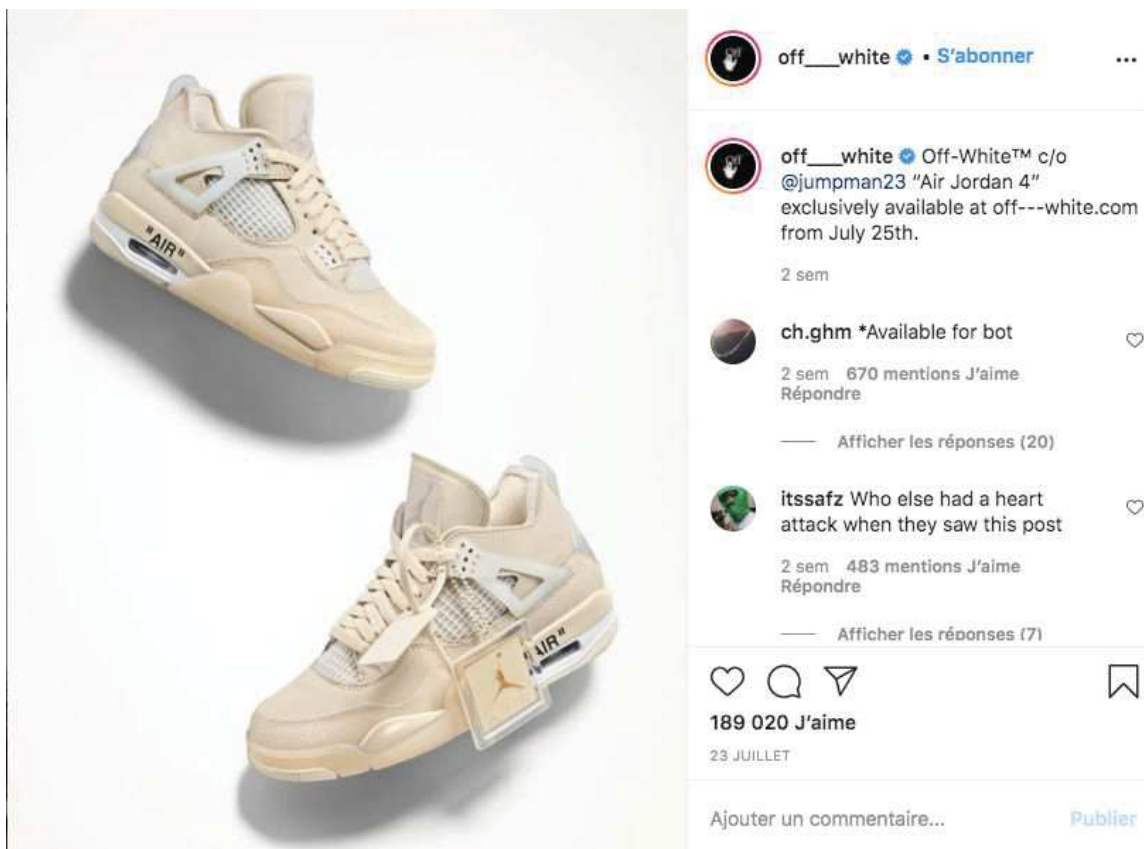 "AIR"
"AIR"
off___white • S'abonner
off___white Off-White™ c/o
@jumpman23 “Air Jordan 4”
exclusively available at off---white.com
from July 25th.
2 sem
ch.ghm *Available for bot
2 sem 670 mentions J'aime
Répondre
Afficher les réponses (20)
itssafz Who else had a heart
attack when they saw this post
2 sem 483 mentions J'aime
Répondre
Afficher les réponses (7)
189 020 J'aime
23 JUILLET
Ajouter un commentaire... Publier